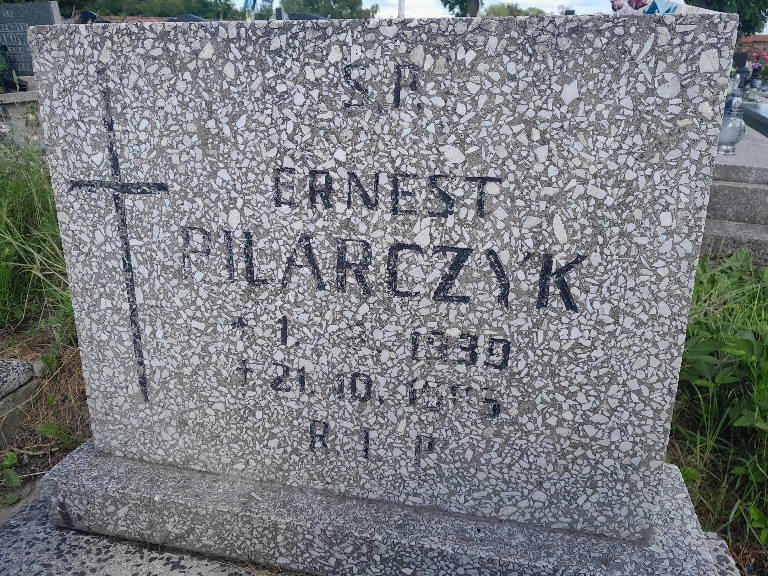 S.P.
ERNEST
PILARCZYK
* 1. 1930
+ 21. 10.
R I P